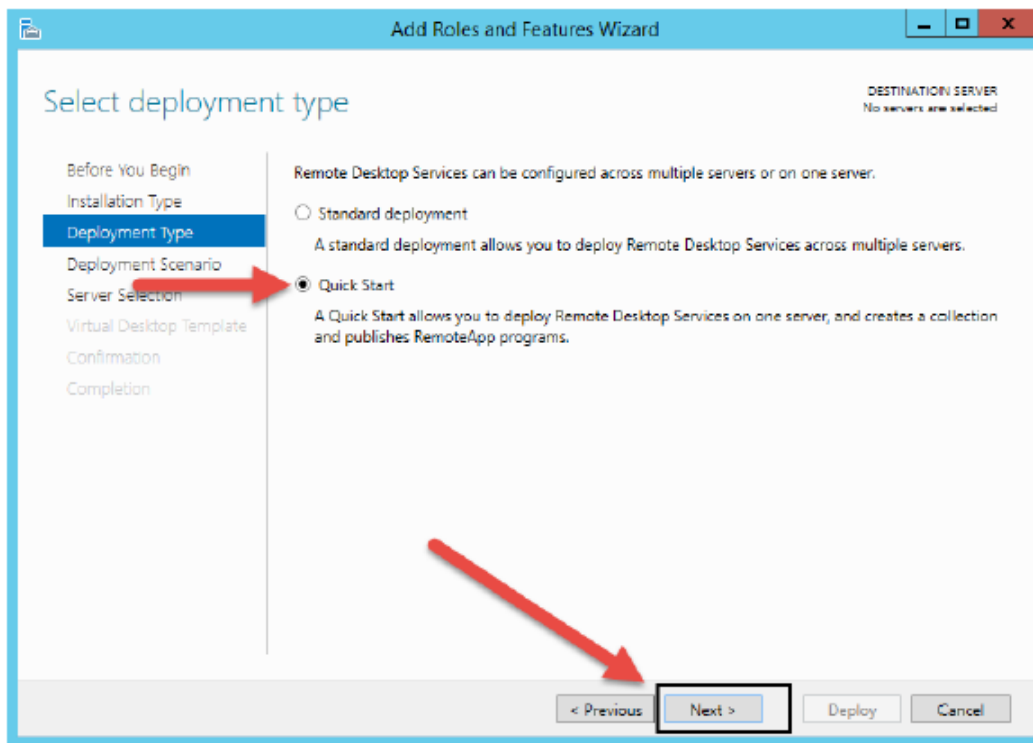 Add Roles and Features Wizard
Select deployment type
DESTINATION SERVER
No servers are selected
Before You Begin
Installation Type
Deployment Type
Deployment Scenario
Server Selection
Virtual Desktop Template
Confirmation
Completion
Remote Desktop Services can be configured across multiple servers or on one server.
Standard deployment
A standard deployment allows you to deploy Remote Desktop Services across multiple servers.
Quick Start
A Quick Start allows you to deploy Remote Desktop Services on one server, and creates a collection
and publishes RemoteApp programs.
< Previous
Next >
Deploy
Cancel